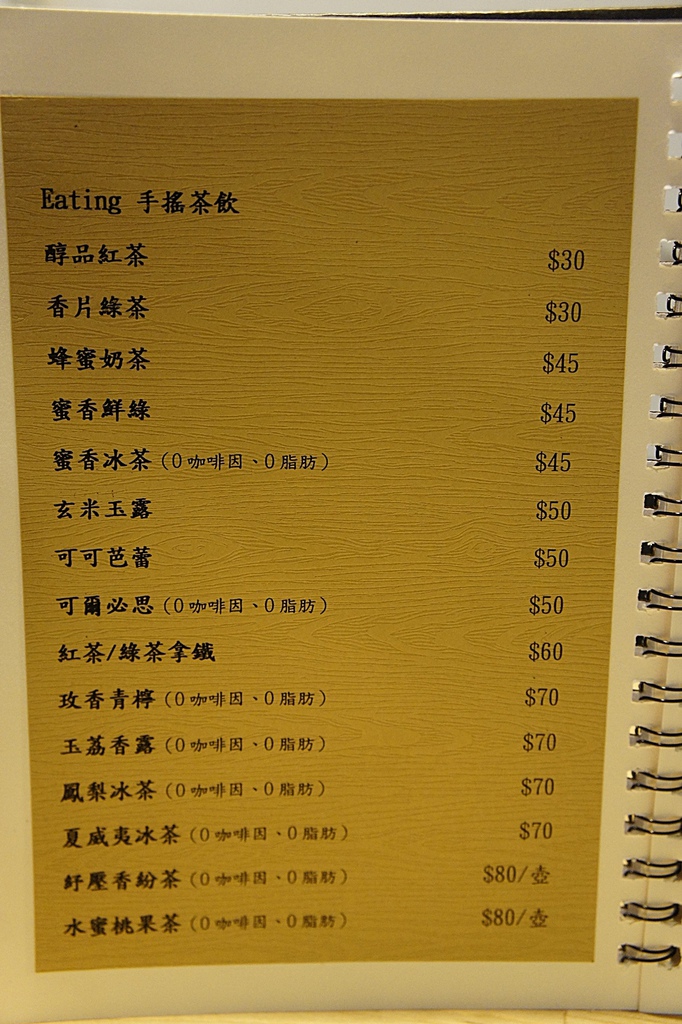 Eating 手搖茶飲
醇品紅茶 $30
香片綠茶 $30
蜂蜜奶茶 $45
蜜香鮮綠 $45
蜜香冰茶(0咖啡因、0脂肪) $45
玄米玉露 $50
可可芭蕾 $50
可爾必思(0咖啡因、0脂肪) $50
紅茶/綠茶拿鐵 $60
玫香青檸(0咖啡因、0脂肪) $70
玉荔香露(0咖啡因、0脂肪) $70
鳳梨冰茶(0咖啡因、0脂肪) $70
夏威夷冰茶(0咖啡因、0脂肪) $70
紓壓香紛茶(0咖啡因、0脂肪) $80/壺
水蜜桃果茶(0咖啡因、0脂肪) $80/壺